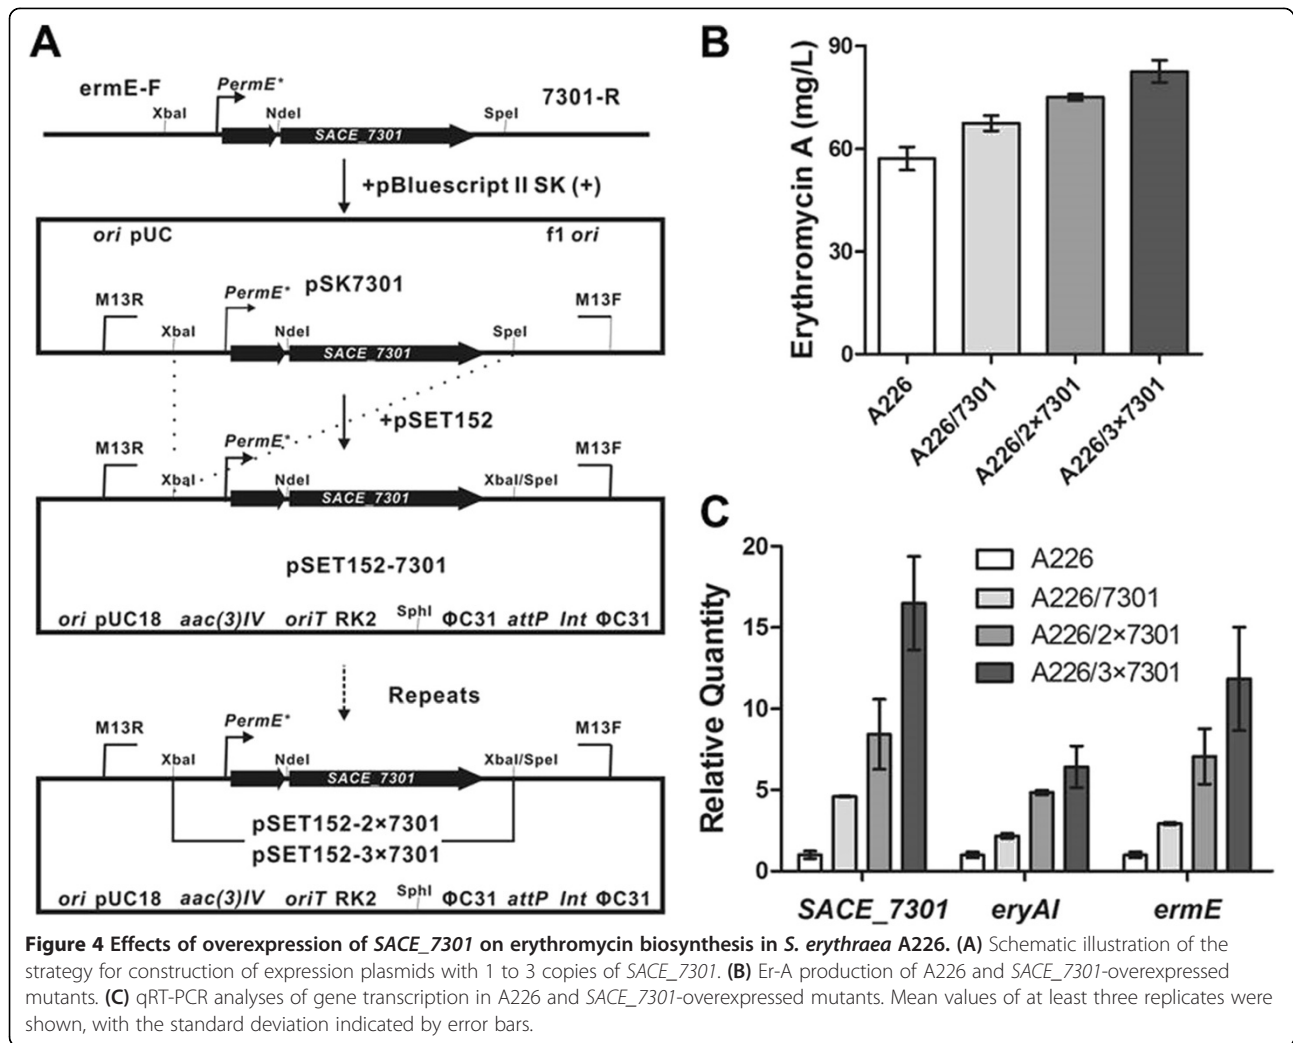 A
ermE-F
PermE*
7301-R
XbaI
NdeI
SpeI
SACE_7301
+pBluescript II SK (+)
ori pUC
f1 ori
pSK7301
M13R
PermE*
M13F
XbaI
NdeI
SpeI
SACE_7301
+pSET152
M13R
PermE*
M13F
XbaI
NdeI
XbaI/SpeI
SACE_7301
pSET152-7301
ori pUC18 aac(3)IV oriT RK2 SphI ΦC31 attP Int ΦC31
Repeats
M13R
PermE*
M13F
XbaI
NdeI
XbaI/SpeI
SACE_7301
pSET152-2×7301
pSET152-3×7301
ori pUC18 aac(3)IV oriT RK2 SphI ΦC31 attP Int ΦC31
B
Erythromycin A (mg/L)
90
60
30
0
A226
A226/7301
A226/2×7301
A226/3×7301
C
Relative Quantity
20
15
10
5
0
A226
A226/7301
A226/2×7301
A226/3×7301
SACE_7301
eryAI
ermE
Figure 4 Effects of overexpression of SACE_7301 on erythromycin biosynthesis in S. erythraea A226. (A) Schematic illustration of the
strategy for construction of expression plasmids with 1 to 3 copies of SACE_7301. (B) Er-A production of A226 and SACE_7301-overexpressed
mutants. (C) qRT-PCR analyses of gene transcription in A226 and SACE_7301-overexpressed mutants. Mean values of at least three replicates were
shown, with the standard deviation indicated by error bars.